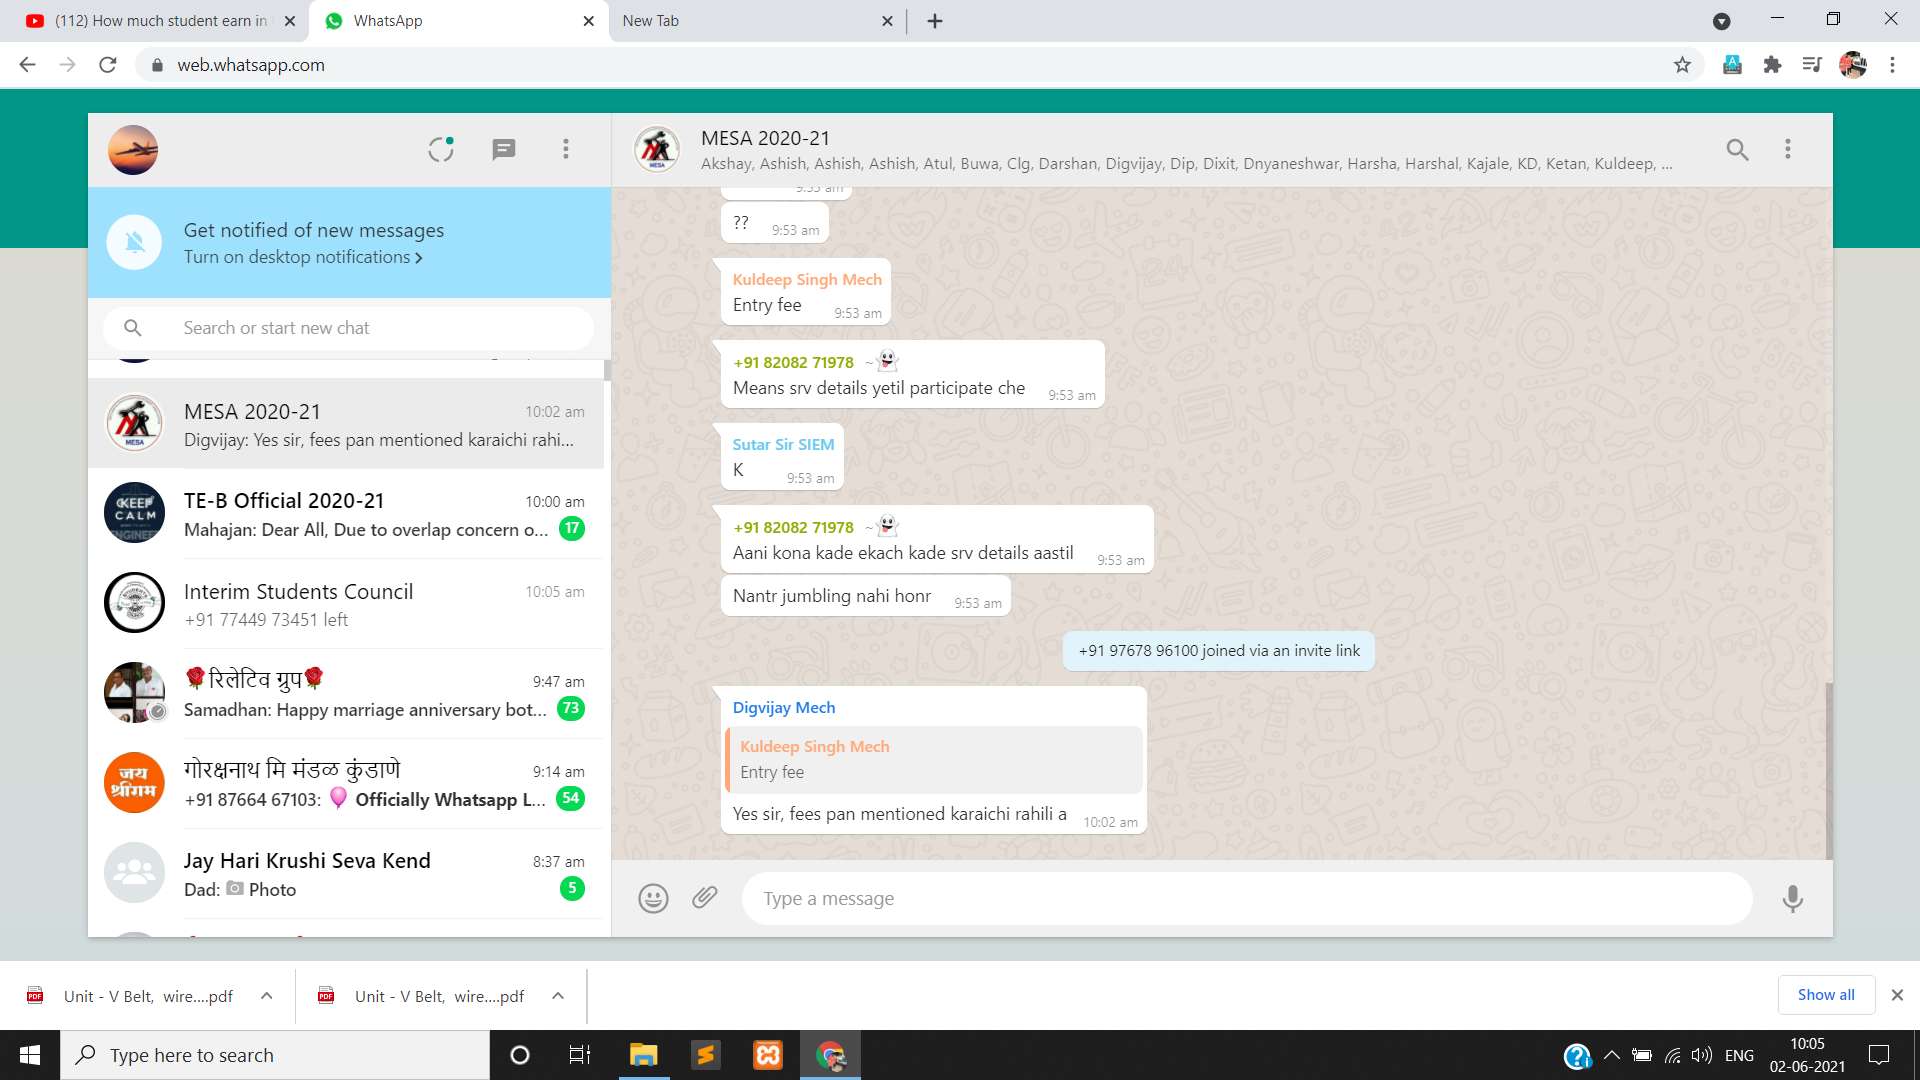 (112) How much student earn in
WhatsApp
New Tab
web.whatsapp.com
MESA 2020-21
Akshay, Ashish, Ashish, Ashish, Atul, Buwa, Clg, Darshan, Digvijay, Dip, Dixit, Dnyaneshwar, Harsha, Harshal, Kajale, KD, Ketan, Kuldeep, ...
Get notified of new messages
Turn on desktop notifications
Search or start new chat
MESA 2020-21
10:02 am
Digvijay: Yes sir, fees pan mentioned karaichi rahi...
TE-B Official 2020-21
10:00 am
Mahajan: Dear All, Due to overlap concern o...
17
Interim Students Council
10:05 am
+91 77449 73451 left
🌹रिलेटिव ग्रुप🌹
9:47 am
Samadhan: Happy marriage anniversary bot...
73
गोरक्षनाथ मि मंडळ कुंडाणे
9:14 am
+91 87664 67103: 🎈 Officially Whatsapp L...
54
Jay Hari Krushi Seva Kend
8:37 am
Dad: Photo
5
KEEP
CALM
जय
श्रीराम
MESA
9:53 am
??
9:53 am
Kuldeep Singh Mech
Entry fee
9:53 am
+91 82082 71978 ~👻
Means srv details yetil participate che
9:53 am
Sutar Sir SIEM
K
9:53 am
+91 82082 71978 ~👻
Aani kona kade ekach kade srv details aastil
9:53 am
Nantr jumbling nahi honr
9:53 am
+91 97678 96100 joined via an invite link
Digvijay Mech
Kuldeep Singh Mech
Entry fee
Yes sir, fees pan mentioned karaichi rahili a
10:02 am
Type a message
Unit - V Belt, wire....pdf
Unit - V Belt, wire....pdf
Show all
Type here to search
ENG
10:05
02-06-2021